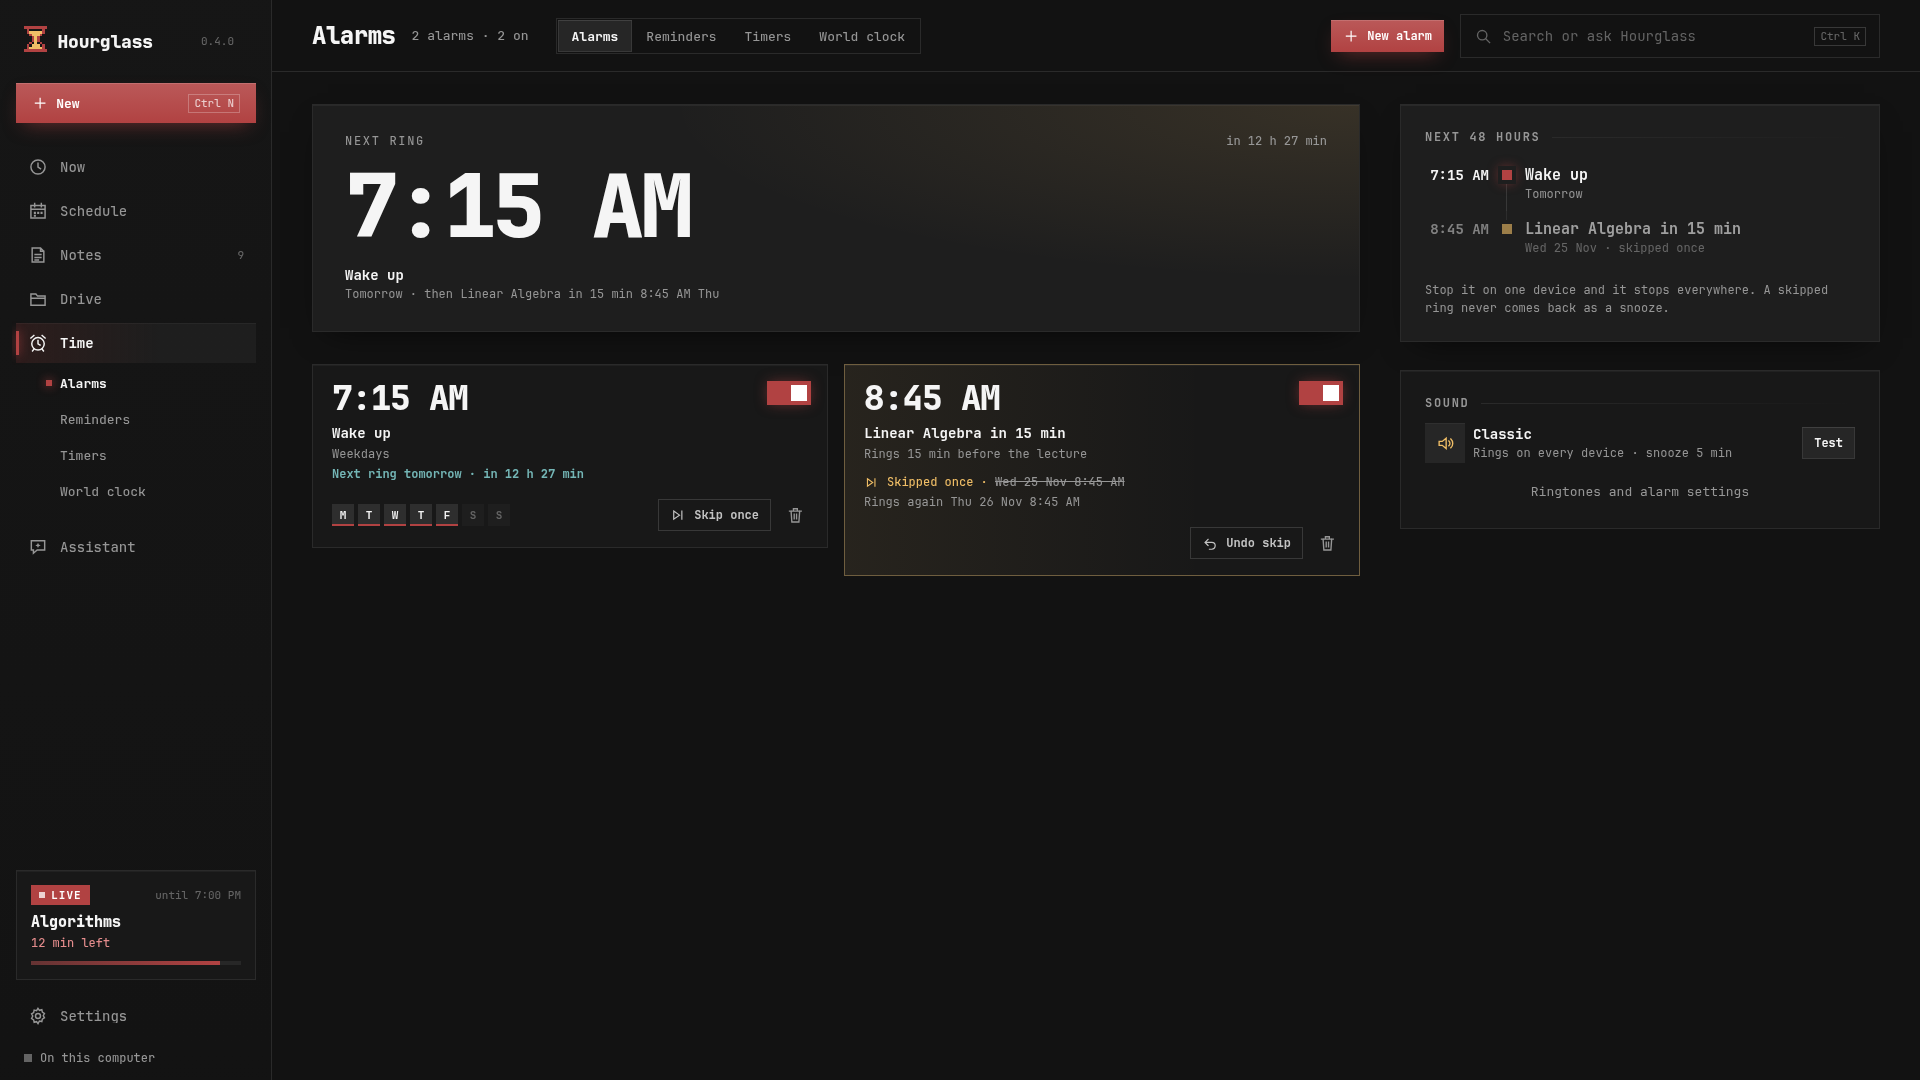 Hourglass 0.4.0
New Ctrl N
Now
Schedule
Notes 9
Drive
Time
Alarms
Reminders
Timers
World clock
Assistant
LIVE until 7:00 PM
Algorithms
12 min left
Settings
On this computer
Alarms 2 alarms · 2 on
Alarms Reminders Timers World clock
New alarm
Search or ask Hourglass Ctrl K
NEXT RING in 12 h 27 min
7:15 AM
Wake up
Tomorrow · then Linear Algebra in 15 min 8:45 AM Thu
7:15 AM
Wake up
Weekdays
Next ring tomorrow · in 12 h 27 min
M T W T F S S
Skip once
8:45 AM
Linear Algebra in 15 min
Rings 15 min before the lecture
Skipped once · Wed 25 Nov 8:45 AM
Rings again Thu 26 Nov 8:45 AM
Undo skip
NEXT 48 HOURS
7:15 AM Wake up
Tomorrow
8:45 AM Linear Algebra in 15 min
Wed 25 Nov · skipped once
Stop it on one device and it stops everywhere. A skipped
ring never comes back as a snooze.
SOUND
Classic
Rings on every device · snooze 5 min
Test
Ringtones and alarm settings